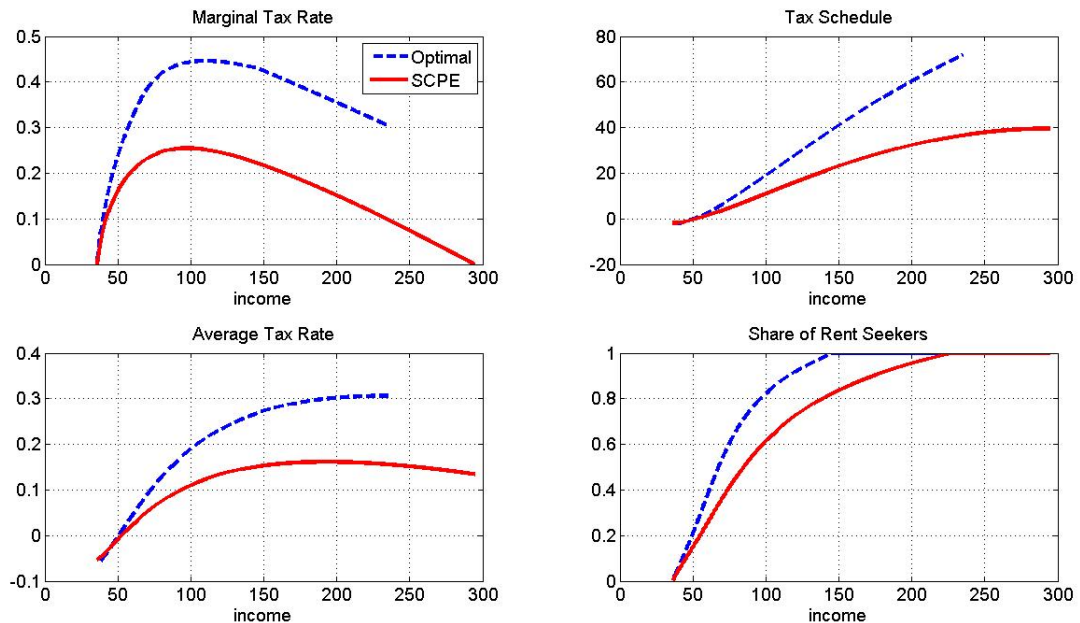 Marginal Tax Rate
0.5
0.4
0.3
0.2
0.1
0
0 50 100 150 200 250 300
income
Optimal
SCPE
Tax Schedule
80
60
40
20
0
-20
0 50 100 150 200 250 300
income
Average Tax Rate
0.4
0.3
0.2
0.1
0
-0.1
0 50 100 150 200 250 300
income
Share of Rent Seekers
1
0.8
0.6
0.4
0.2
0
0 50 100 150 200 250 300
income